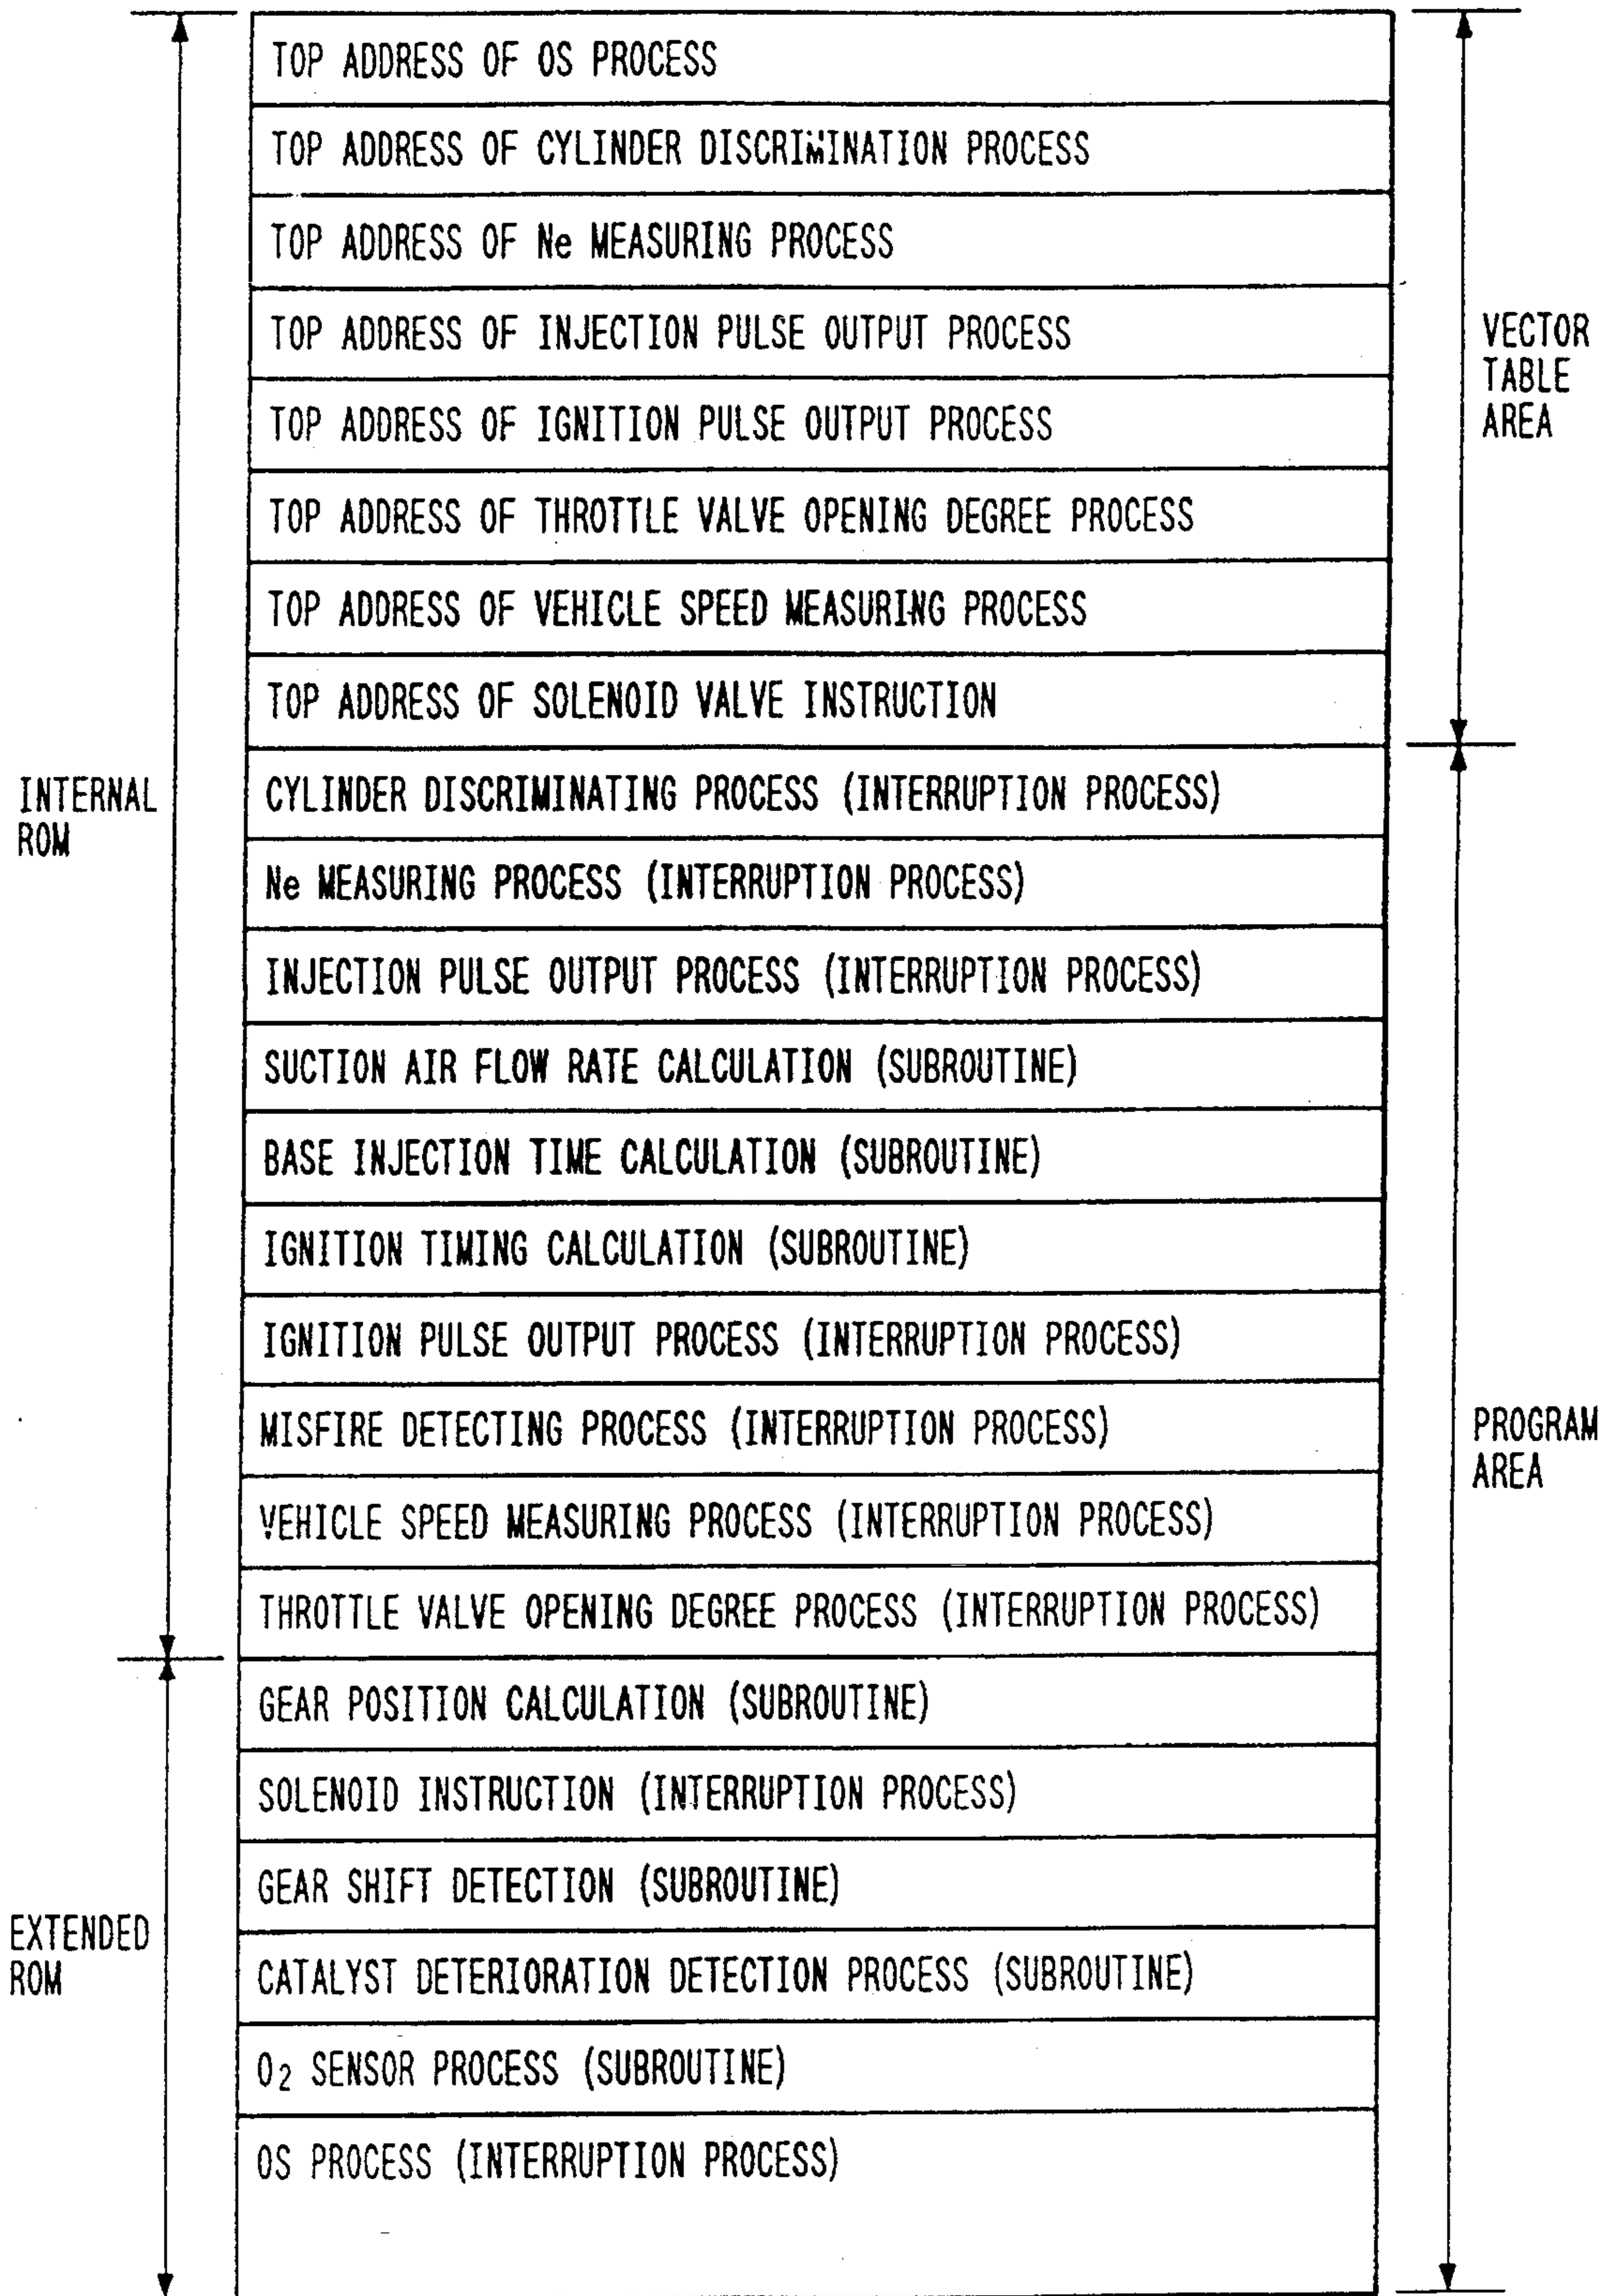 TOP ADDRESS OF OS PROCESS
TOP ADDRESS OF CYLINDER DISCRIMINATION PROCESS
TOP ADDRESS OF Ne MEASURING PROCESS
TOP ADDRESS OF INJECTION PULSE OUTPUT PROCESS
TOP ADDRESS OF IGNITION PULSE OUTPUT PROCESS
TOP ADDRESS OF THROTTLE VALVE OPENING DEGREE PROCESS
TOP ADDRESS OF VEHICLE SPEED MEASURING PROCESS
TOP ADDRESS OF SOLENOID VALVE INSTRUCTION
VECTOR
TABLE
AREA
INTERNAL
ROM
CYLINDER DISCRIMINATING PROCESS (INTERRUPTION PROCESS)
Ne MEASURING PROCESS (INTERRUPTION PROCESS)
INJECTION PULSE OUTPUT PROCESS (INTERRUPTION PROCESS)
SUCTION AIR FLOW RATE CALCULATION (SUBROUTINE)
BASE INJECTION TIME CALCULATION (SUBROUTINE)
IGNITION TIMING CALCULATION (SUBROUTINE)
IGNITION PULSE OUTPUT PROCESS (INTERRUPTION PROCESS)
MISFIRE DETECTING PROCESS (INTERRUPTION PROCESS)
VEHICLE SPEED MEASURING PROCESS (INTERRUPTION PROCESS)
THROTTLE VALVE OPENING DEGREE PROCESS (INTERRUPTION PROCESS)
PROGRAM
AREA
GEAR POSITION CALCULATION (SUBROUTINE)
SOLENOID INSTRUCTION (INTERRUPTION PROCESS)
GEAR SHIFT DETECTION (SUBROUTINE)
CATALYST DETERIORATION DETECTION PROCESS (SUBROUTINE)
O2 SENSOR PROCESS (SUBROUTINE)
OS PROCESS (INTERRUPTION PROCESS)
EXTENDED
ROM